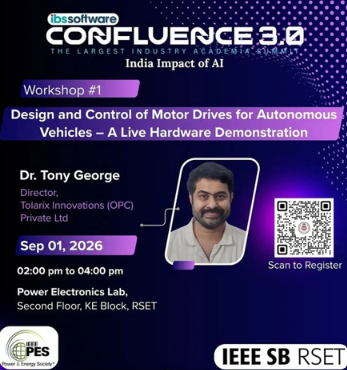 ibssoftware
CONFLUENCE 3.0
THE LARGEST INDUSTRY ACADEMIA SUMMIT
India Impact of AI
Workshop #1
Design and Control of Motor Drives for Autonomous
Vehicles – A Live Hardware Demonstration
Dr. Tony George
Director,
Tolarix Innovations (OPC)
Private Ltd
Sep 01, 2026
02:00 pm to 04:00 pm
Power Electronics Lab,
Second Floor, KE Block, RSET
Scan to Register
IEEE
PES
Power & Energy Society
IEEE SB RSET